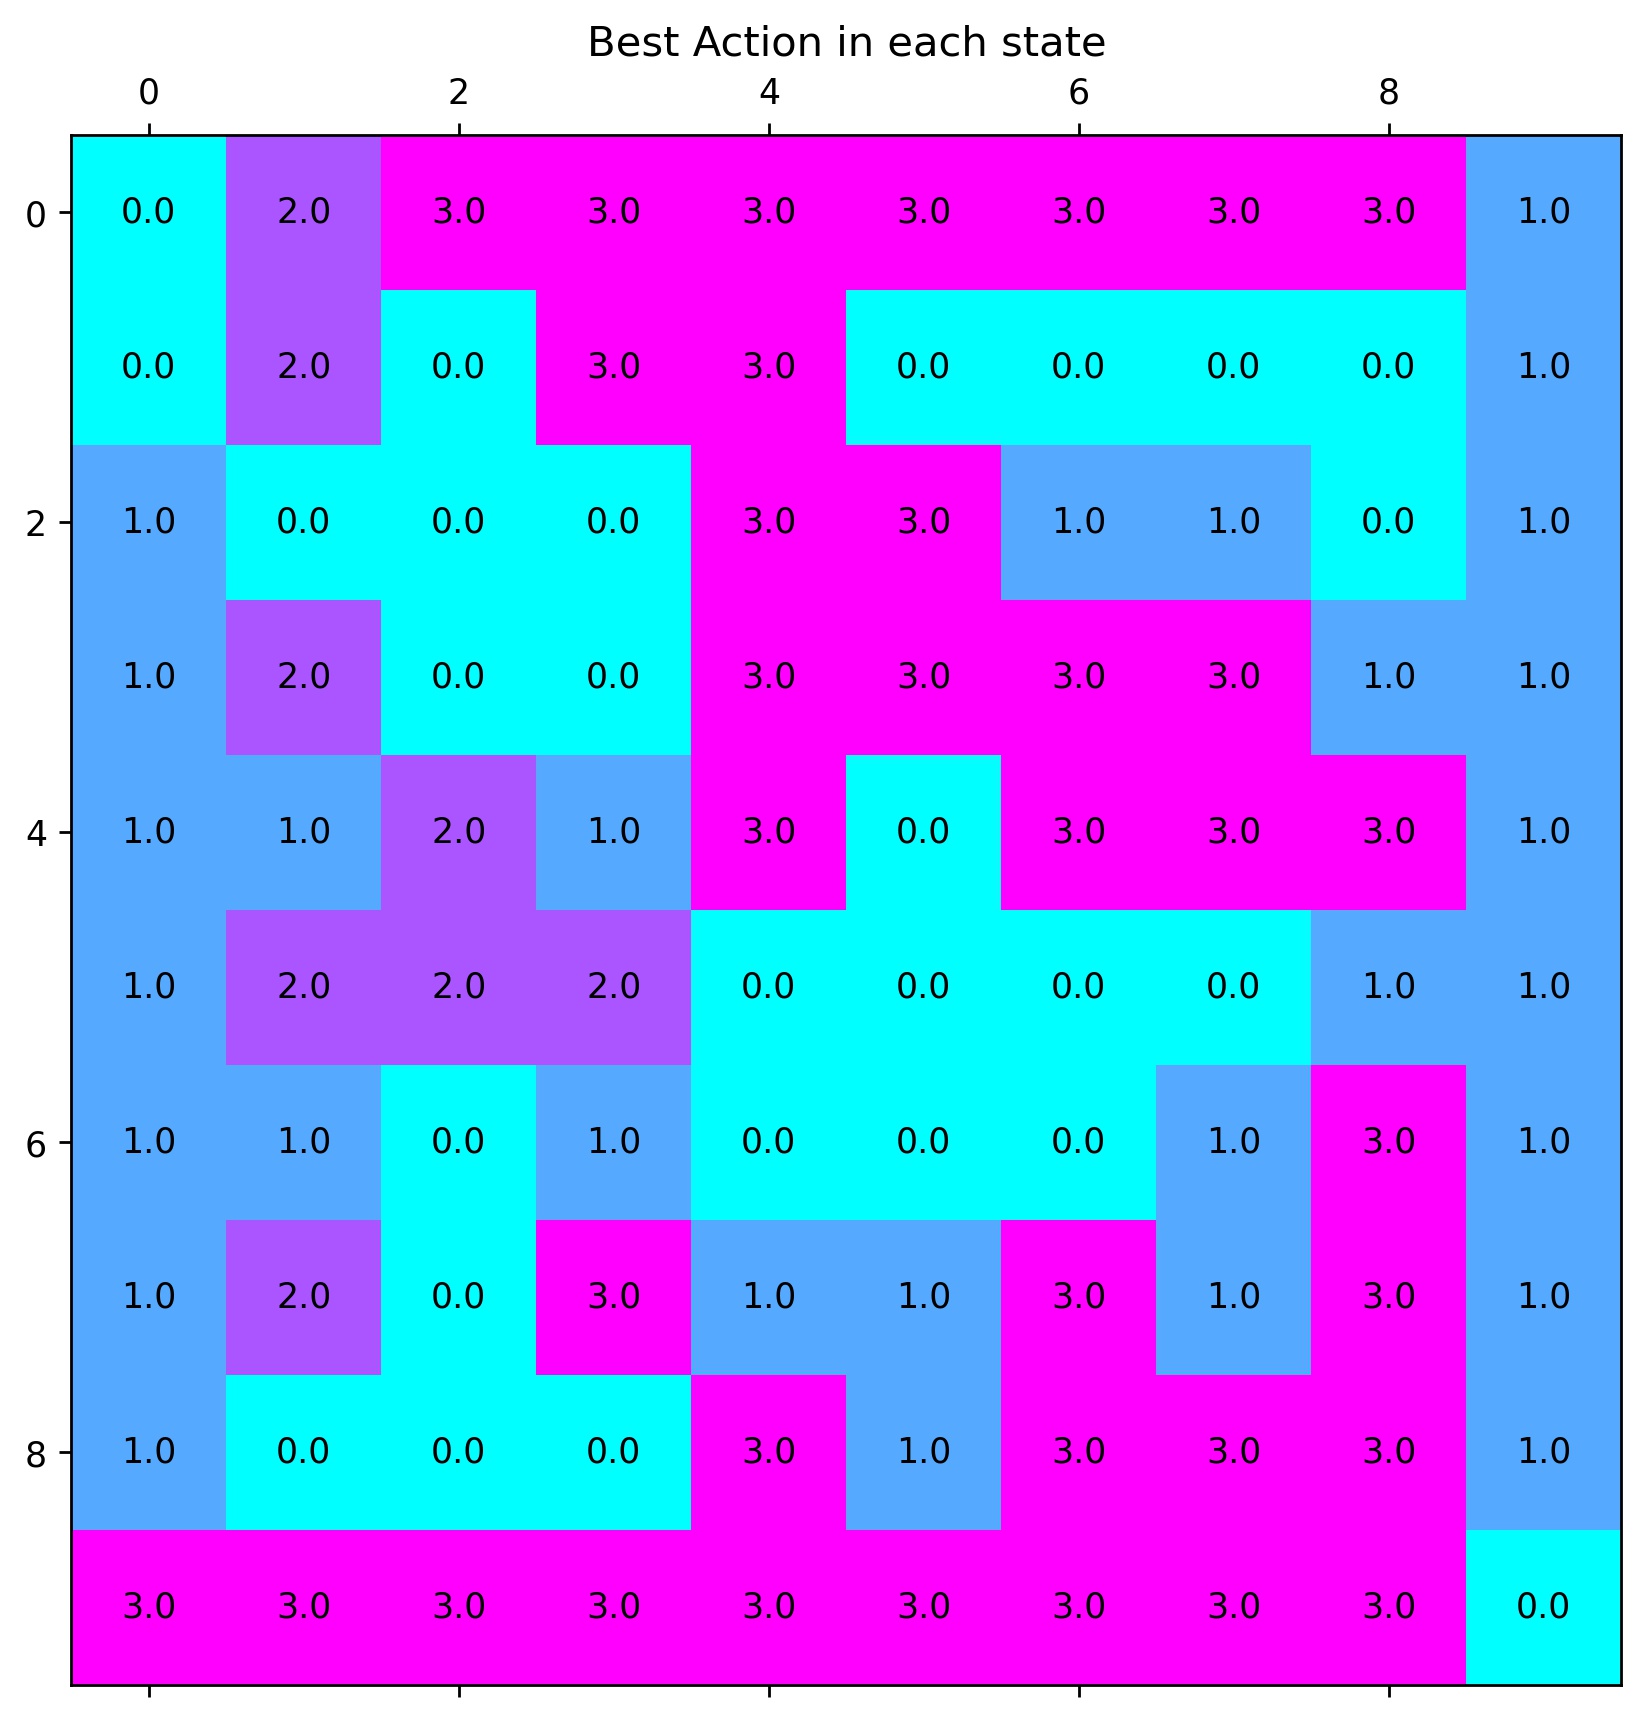 Best Action in each state
0 2 4 6 8
0 0.0 2.0 3.0 3.0 3.0 3.0 3.0 3.0 3.0 1.0
0.0 2.0 0.0 3.0 3.0 0.0 0.0 0.0 0.0 1.0
2 1.0 0.0 0.0 0.0 3.0 3.0 1.0 1.0 0.0 1.0
1.0 2.0 0.0 0.0 3.0 3.0 3.0 3.0 1.0 1.0
4 1.0 1.0 2.0 1.0 3.0 0.0 3.0 3.0 3.0 1.0
1.0 2.0 2.0 2.0 0.0 0.0 0.0 0.0 1.0 1.0
6 1.0 1.0 0.0 1.0 0.0 0.0 0.0 1.0 3.0 1.0
1.0 2.0 0.0 3.0 1.0 1.0 3.0 1.0 3.0 1.0
8 1.0 0.0 0.0 0.0 3.0 1.0 3.0 3.0 3.0 1.0
3.0 3.0 3.0 3.0 3.0 3.0 3.0 3.0 3.0 0.0